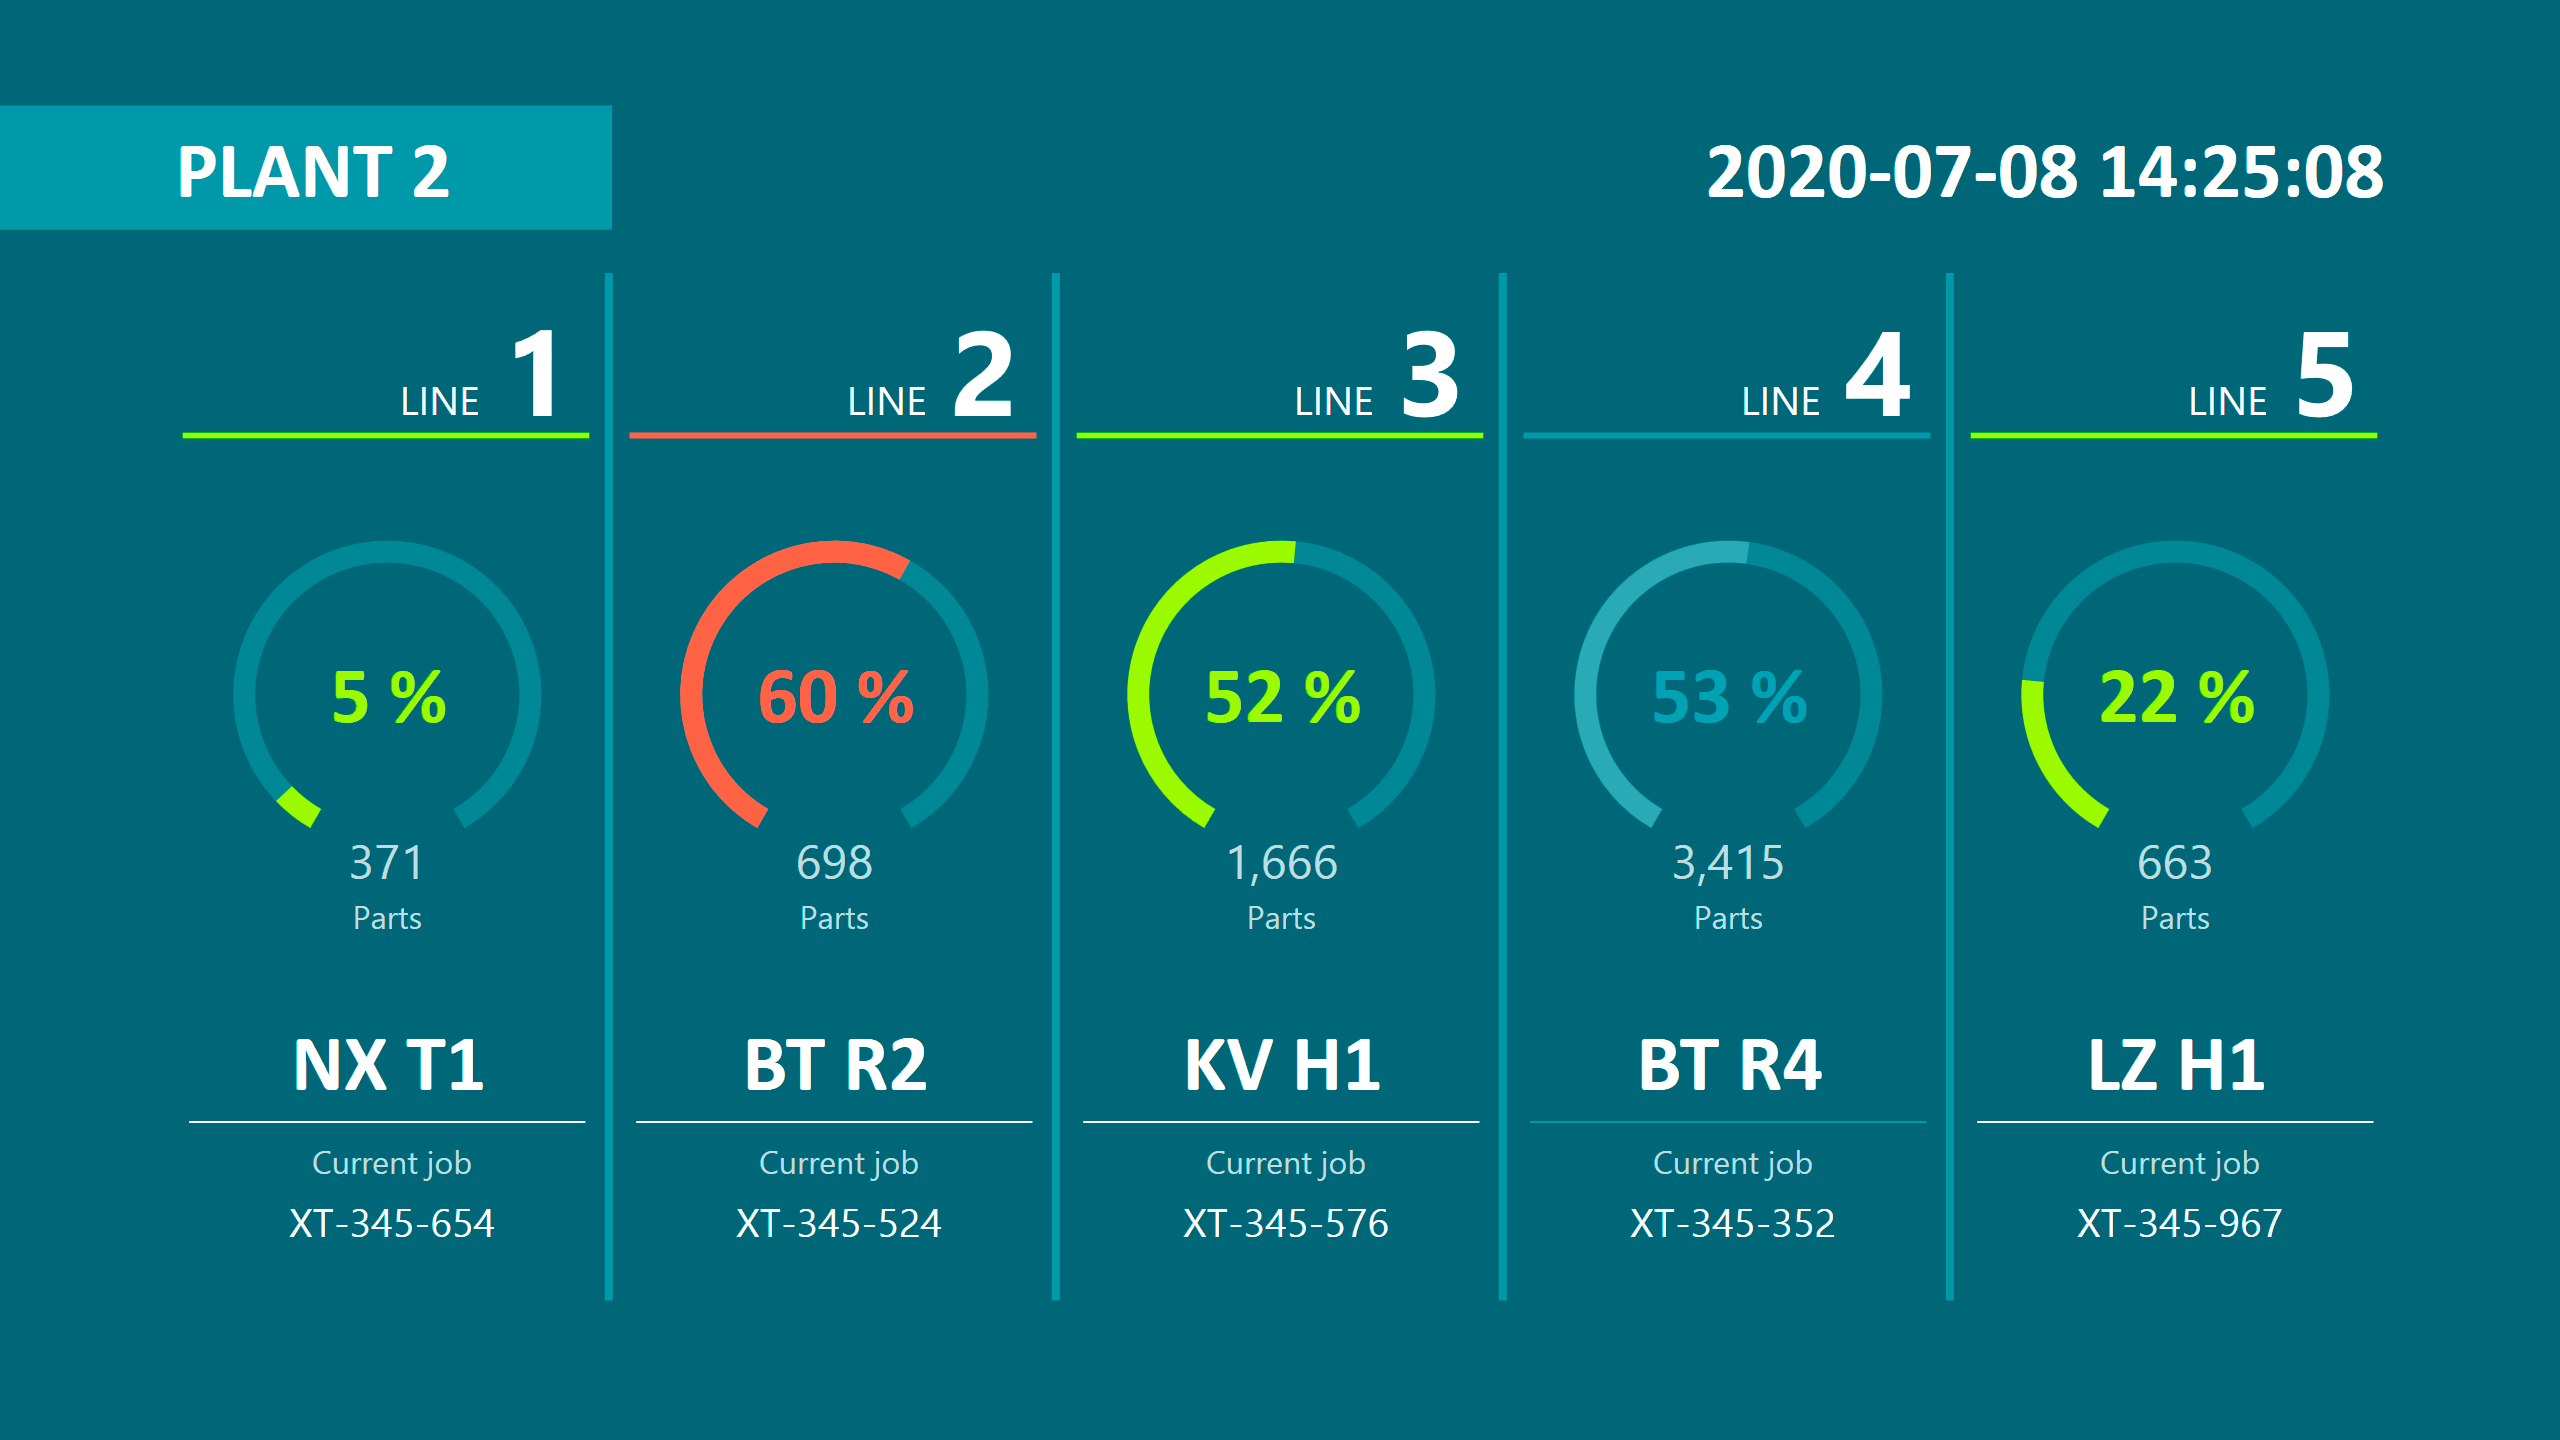 PLANT 2
2020-07-08 14:25:08
LINE 1
5 %
371
Parts
NX T1
Current job
XT-345-654
LINE 2
60 %
698
Parts
BT R2
Current job
XT-345-524
LINE 3
52 %
1,666
Parts
KV H1
Current job
XT-345-576
LINE 4
53 %
3,415
Parts
BT R4
Current job
XT-345-352
LINE 5
22 %
663
Parts
LZ H1
Current job
XT-345-967